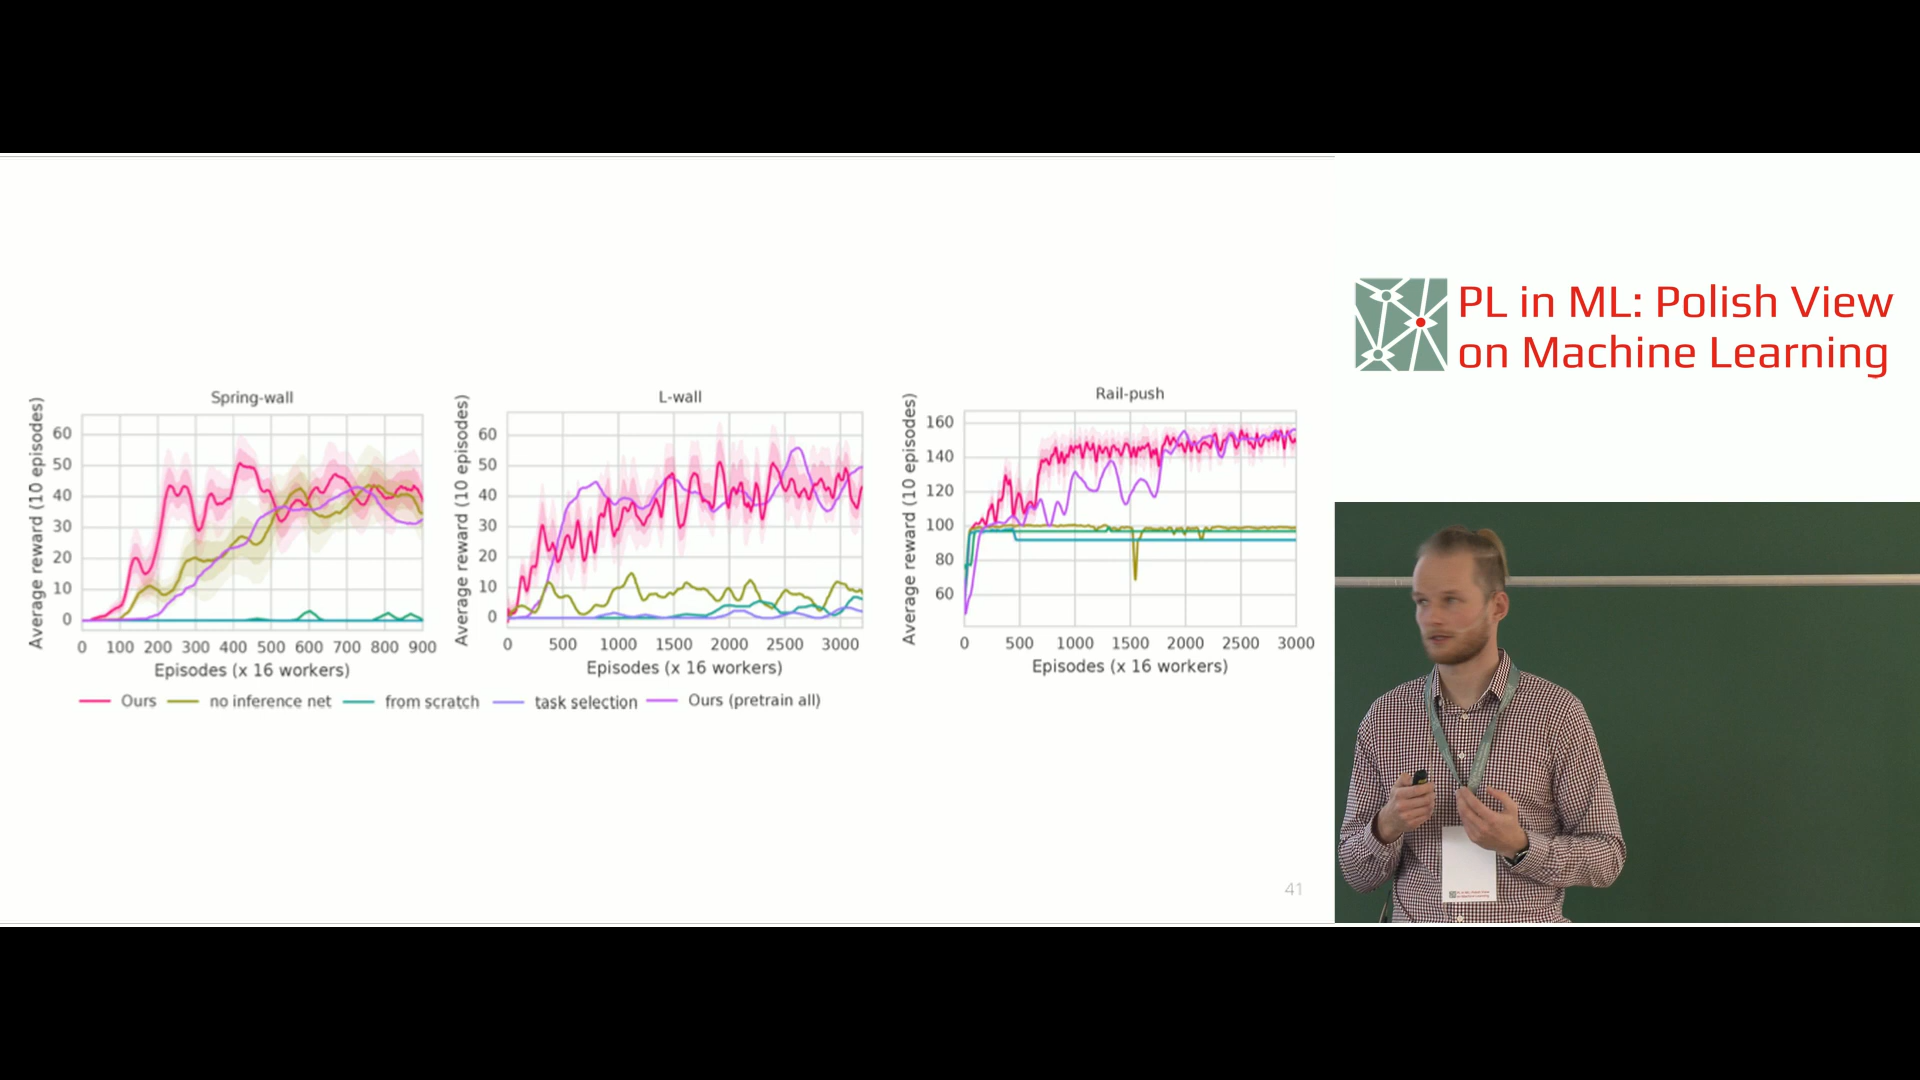 PL in ML: Polish View
on Machine Learning
Spring-wall
Average reward (10 episodes)
60
50
40
30
20
10
0
0 100 200 300 400 500 600 700 800 900
Episodes (x 16 workers)
L-wall
Average reward (10 episodes)
60
50
40
30
20
10
0
0 500 1000 1500 2000 2500 3000
Episodes (x 16 workers)
Rail-push
Average reward (10 episodes)
160
140
120
100
80
60
0 500 1000 1500 2000 2500 3000
Episodes (x 16 workers)
Ours no inference net from scratch task selection Ours (pretrain all)
41